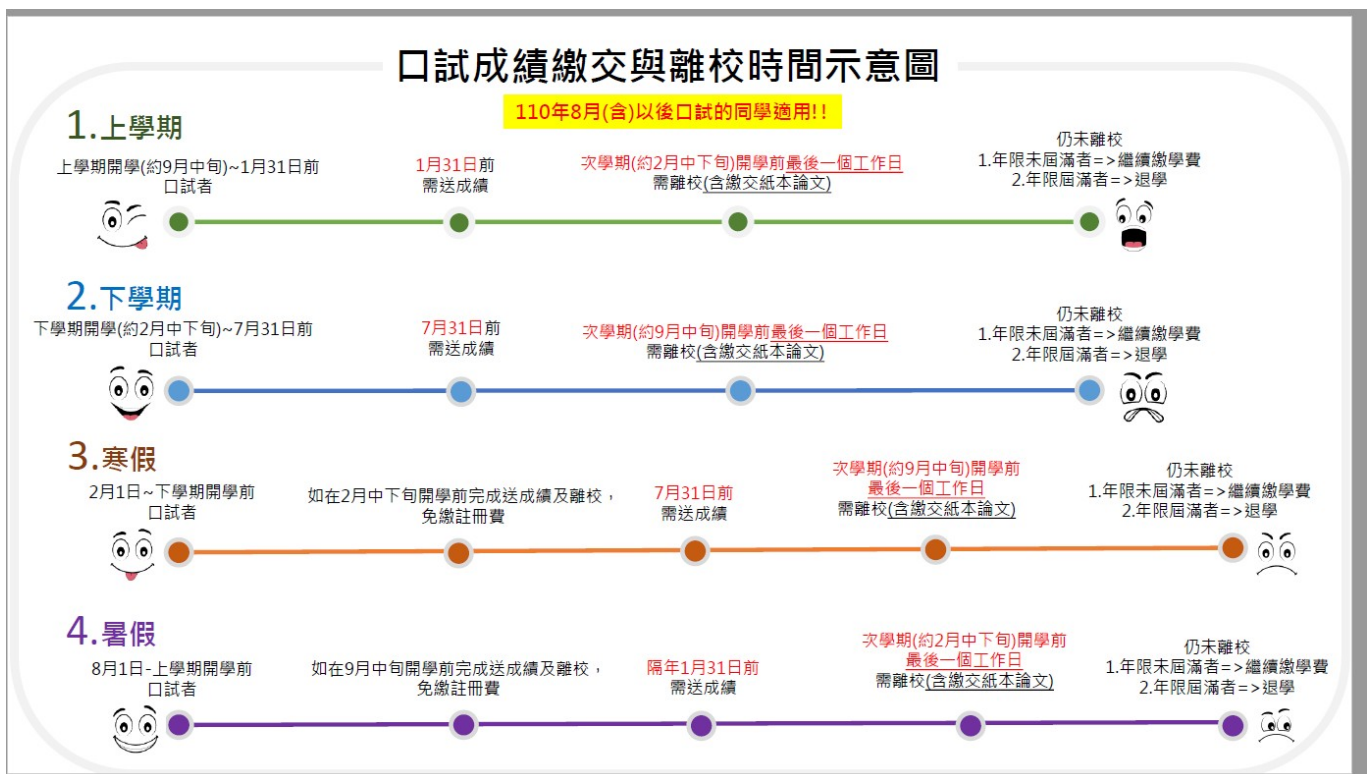 口試成績繳交與離校時間示意圖
110年8月(含)以後口試的同學適用!!
1.上學期
上學期開學(約9月中旬)~1月31日前
口試者
1月31日前
需送成績
次學期(約2月中下旬)開學前最後一個工作日
需離校(含繳交紙本論文)
仍未離校
1.年限未屆滿者=>繼續繳學費
2.年限屆滿者=>退學
2.下學期
下學期開學(約2月中下旬)~7月31日前
口試者
7月31日前
需送成績
次學期(約9月中旬)開學前最後一個工作日
需離校(含繳交紙本論文)
仍未離校
1.年限未屆滿者=>繼續繳學費
2.年限屆滿者=>退學
3.寒假
2月1日~下學期開學前
口試者
如在2月中下旬開學前完成送成績及離校，
免繳註冊費
7月31日前
需送成績
次學期(約9月中旬)開學前
最後一個工作日
需離校(含繳交紙本論文)
仍未離校
1.年限未屆滿者=>繼續繳學費
2.年限屆滿者=>退學
4.暑假
8月1日-上學期開學前
口試者
如在9月中旬開學前完成送成績及離校，
免繳註冊費
隔年1月31日前
需送成績
次學期(約2月中下旬)開學前
最後一個工作日
需離校(含繳交紙本論文)
仍未離校
1.年限未屆滿者=>繼續繳學費
2.年限屆滿者=>退學